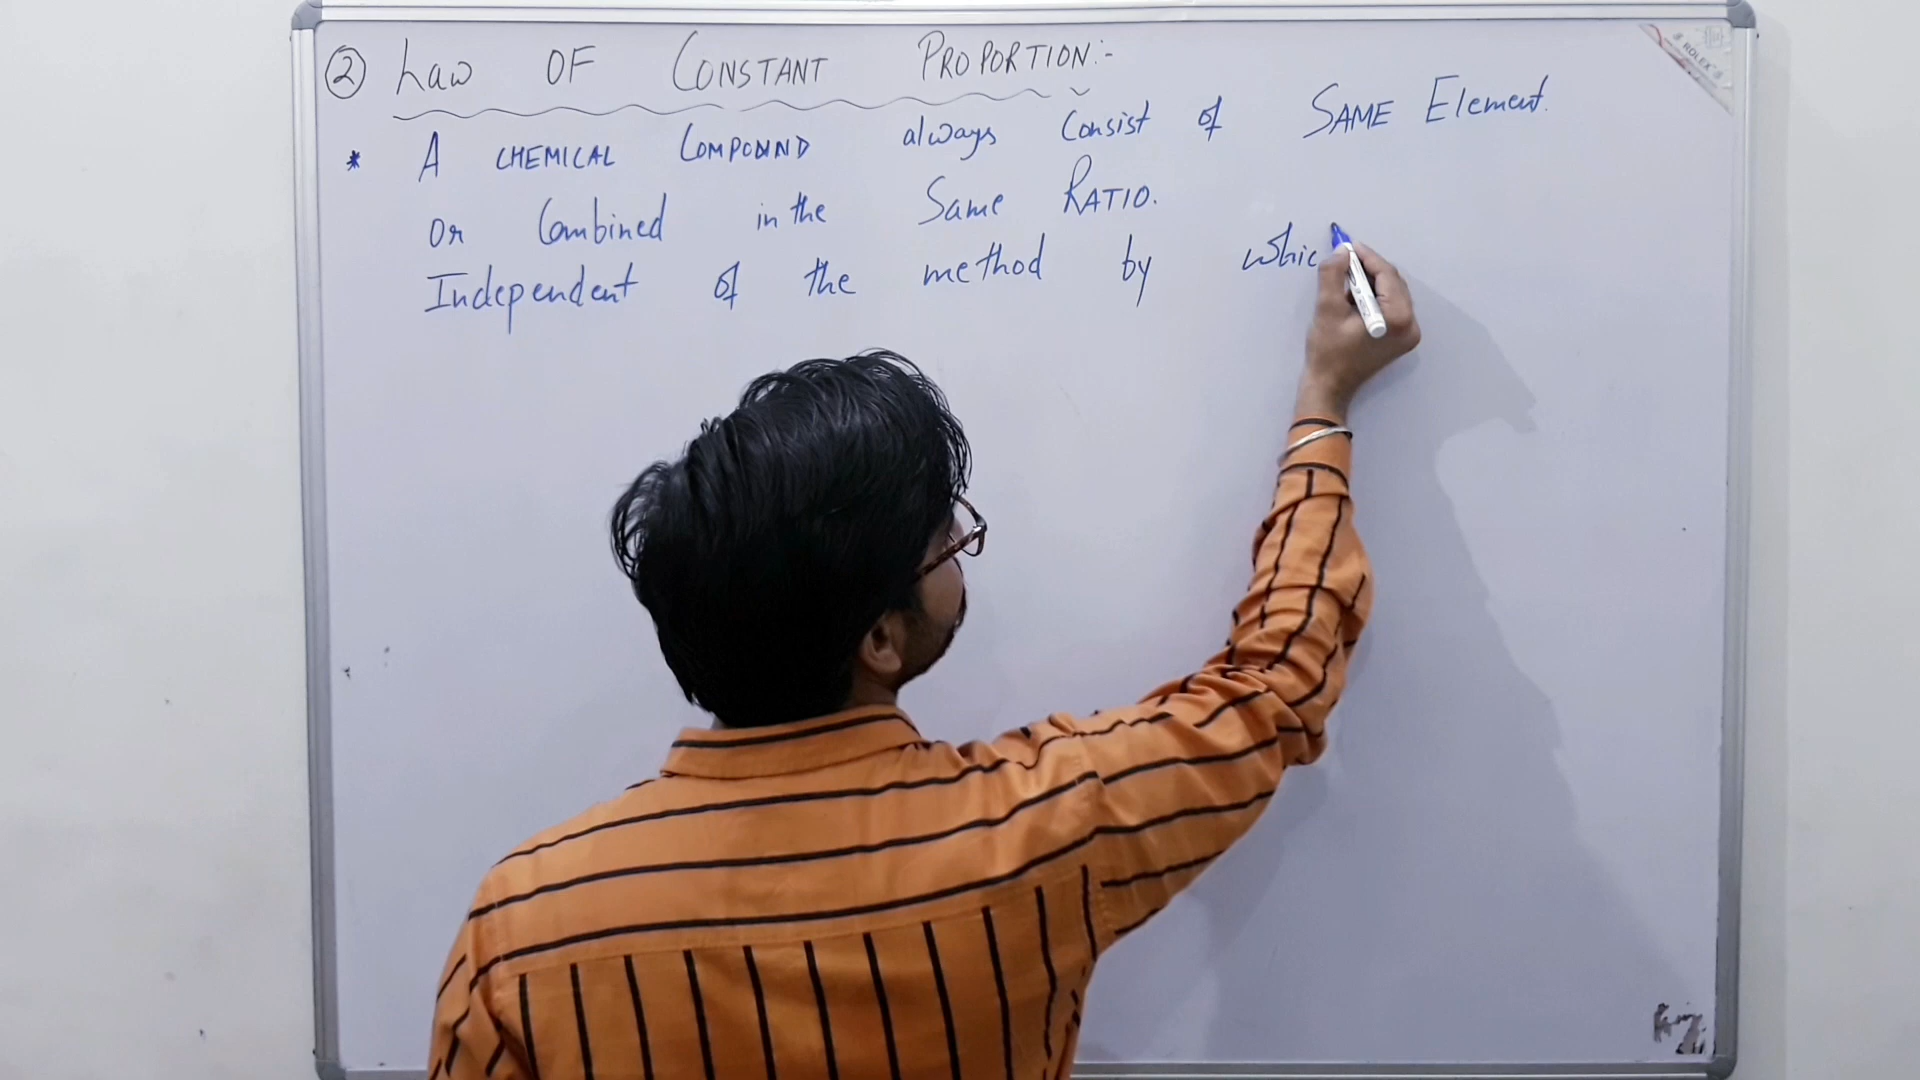 ② Law OF CONSTANT PROPORTION:-
* A CHEMICAL COMPOUND always Consist of SAME Element.
Or Combined in the Same RATIO.
Independent of the method by whic
ROLEX